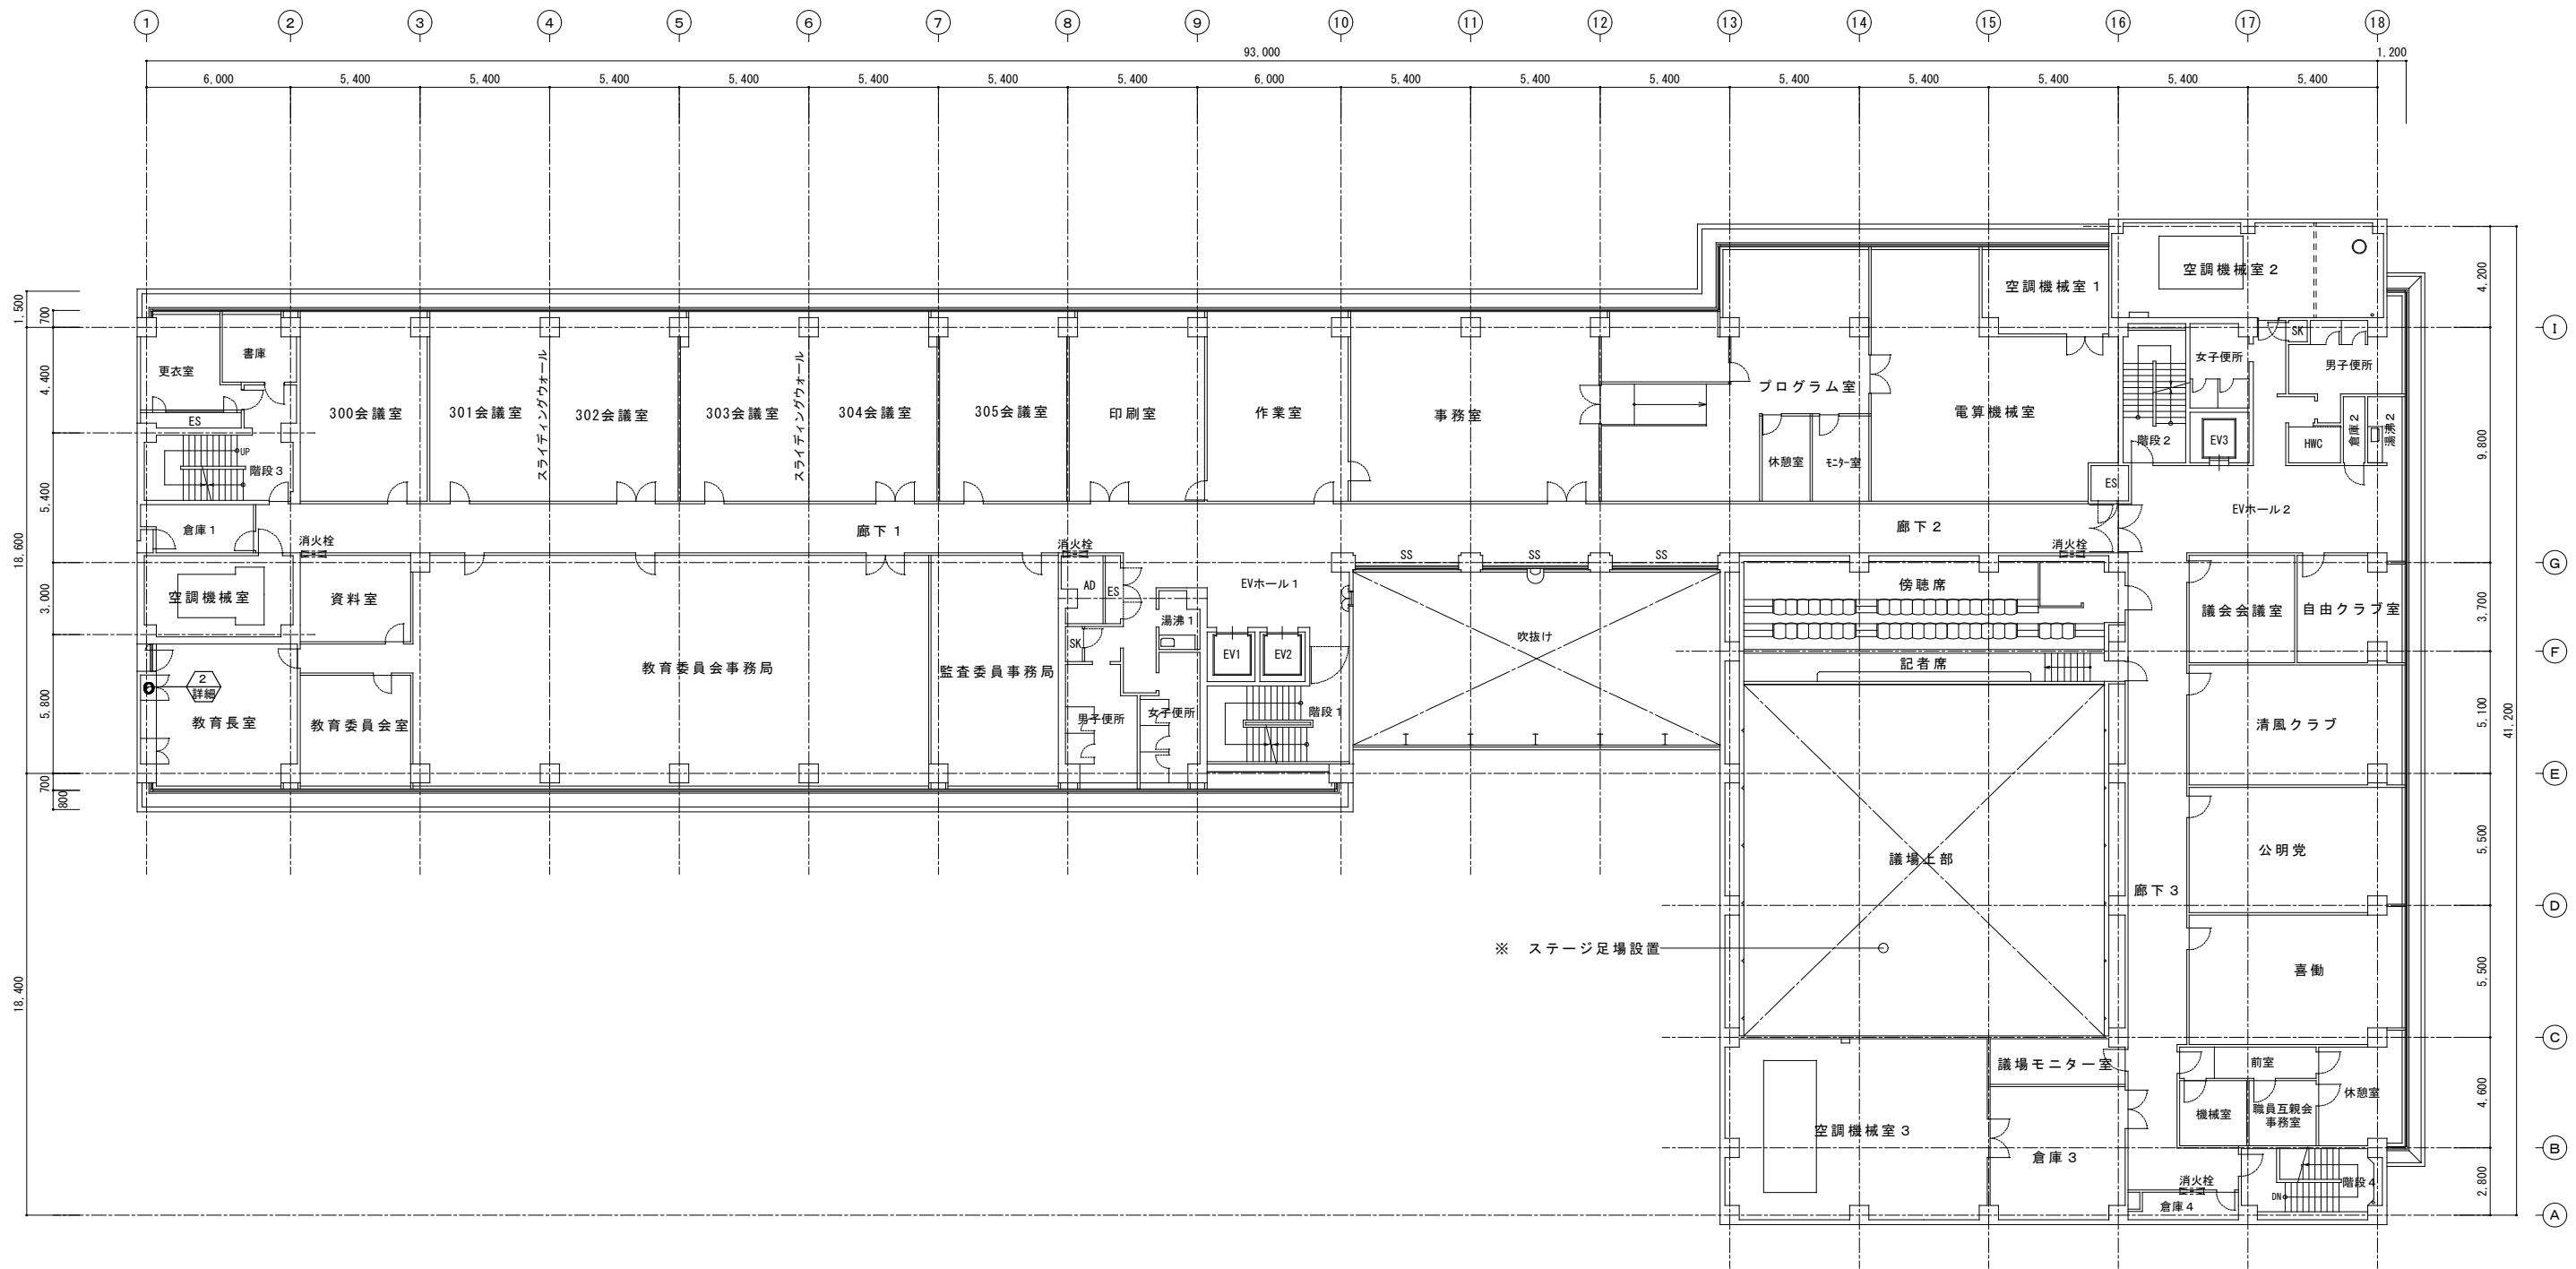 1 2 3 4 5 6 7 8 9 10 11 12 13 14 15 16 17 18
93,000 1,200
6,000 5,400 5,400 5,400 5,400 5,400 5,400 5,400 6,000 5,400 5,400 5,400 5,400 5,400 5,400 5,400 5,400
空調機械室2
空調機械室1
4,200
1,500
700
I
SK
書庫
更衣室
女子便所
男子便所
スライディングウォール
スライディングウォール
プログラム室
4,400
300会議室
301会議室
302会議室
303会議室
304会議室
305会議室
印刷室
作業室
事務室
電算機械室
ES
階段2
EV3
HWC
倉庫2
湯沸2
9,800
UP
階段3
休憩室
モニター室
ES
5,400
EVホール2
倉庫1
廊下1
廊下2
消火栓
消火栓
消火栓
18,600
SS
SS
SS
G
空調機械室
資料室
AD
ES
EVホール1
傍聴席
議会会議室
自由クラブ室
3,000
3,700
湯沸1
SK
EV1
EV2
吹抜け
F
記者席
教育委員会事務局
監査委員事務局
2
詳細
教育長室
教育委員会室
男子便所
女子便所
階段1
清風クラブ
5,800
5,100
41,200
E
700
800
議場上部
公明党
5,500
廊下3
D
※ ステージ足場設置
喜働
5,500
18,400
C
議場モニター室
前室
休憩室
4,600
機械室
職員互親会
事務室
空調機械室3
倉庫3
B
消火栓
階段4
DN
倉庫4
2,800
A